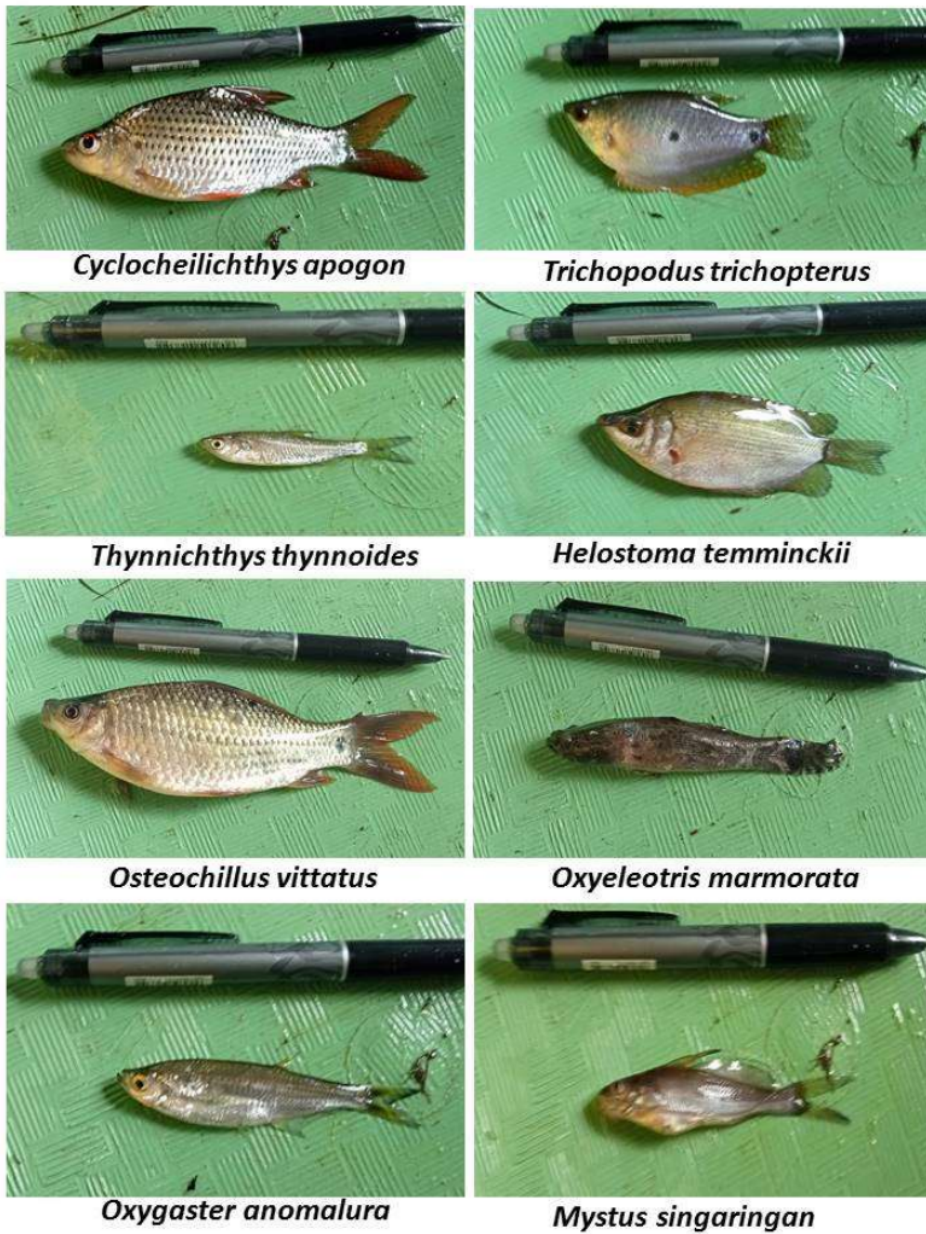 Cyclocheilichthys apogon
Trichopodus trichopterus
Thynnichthys thynnoides
Helostoma temminckii
Osteochillus vittatus
Oxyeleotris marmorata
Oxygaster anomalura
Mystus singaringan